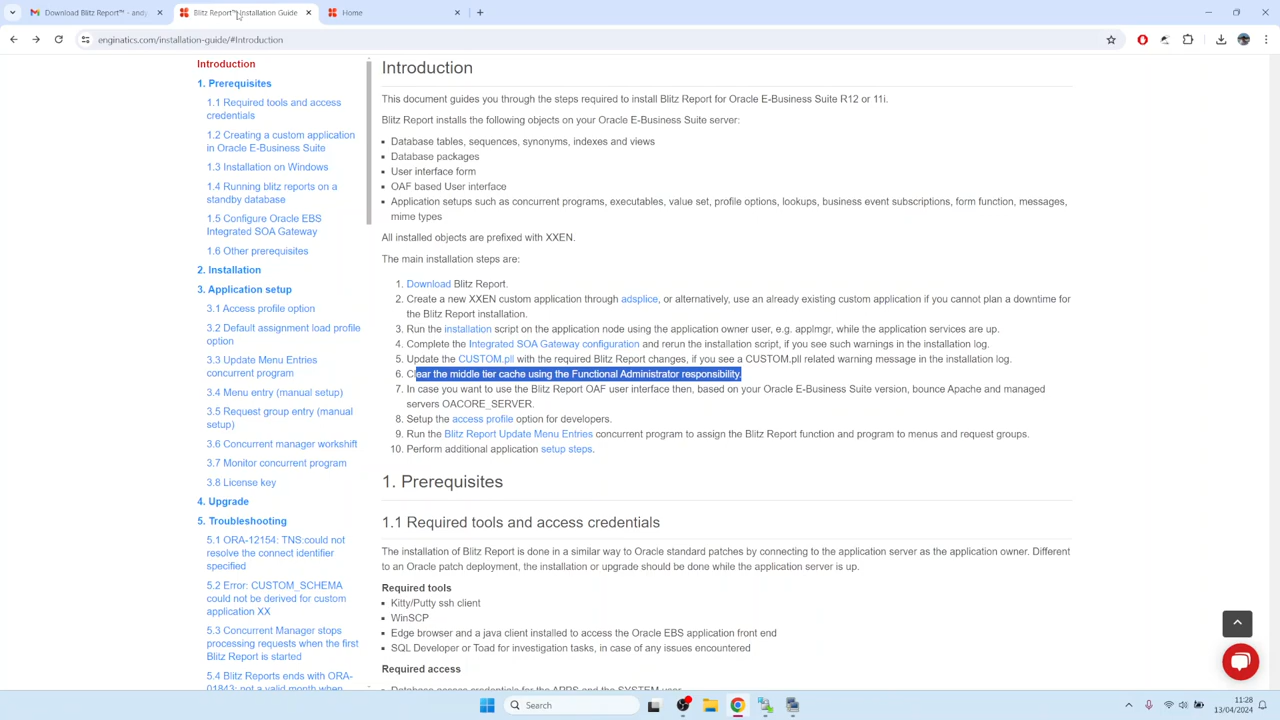 Download Blitz Report™ - andy
Blitz Report™ Installation Guide
Home
enginatics.com/installation-guide/#Introduction
Introduction
1. Prerequisites
1.1 Required tools and access
credentials
1.2 Creating a custom application
in Oracle E-Business Suite
1.3 Installation on Windows
1.4 Running blitz reports on a
standby database
1.5 Configure Oracle EBS
Integrated SOA Gateway
1.6 Other prerequisites
2. Installation
3. Application setup
3.1 Access profile option
3.2 Default assignment load profile
option
3.3 Update Menu Entries
concurrent program
3.4 Menu entry (manual setup)
3.5 Request group entry (manual
setup)
3.6 Concurrent manager workshift
3.7 Monitor concurrent program
3.8 License key
4. Upgrade
5. Troubleshooting
5.1 ORA-12154: TNS:could not
resolve the connect identifier
specified
5.2 Error: CUSTOM_SCHEMA
could not be derived for custom
application XX
5.3 Concurrent Manager stops
processing requests when the first
Blitz Report is started
5.4 Blitz Reports ends with ORA-
01843: not a valid month when
Introduction
This document guides you through the steps required to install Blitz Report for Oracle E-Business Suite R12 or 11i.
Blitz Report installs the following objects on your Oracle E-Business Suite server:
▪ Database tables, sequences, synonyms, indexes and views
▪ Database packages
▪ User interface form
▪ OAF based User interface
▪ Application setups such as concurrent programs, executables, value set, profile options, lookups, business event subscriptions, form function, messages,
mime types
All installed objects are prefixed with XXEN.
The main installation steps are:
1. Download Blitz Report.
2. Create a new XXEN custom application through adsplice, or alternatively, use an already existing custom application if you cannot plan a downtime for
the Blitz Report installation.
3. Run the installation script on the application node using the application owner user, e.g. applmgr, while the application services are up.
4. Complete the Integrated SOA Gateway configuration and rerun the installation script, if you see such warnings in the installation log.
5. Update the CUSTOM.pll with the required Blitz Report changes, if you see a CUSTOM.pll related warning message in the installation log.
6. Clear the middle tier cache using the Functional Administrator responsibility.
7. In case you want to use the Blitz Report OAF user interface then, based on your Oracle E-Business Suite version, bounce Apache and managed
servers OACORE_SERVER.
8. Setup the access profile option for developers.
9. Run the Blitz Report Update Menu Entries concurrent program to assign the Blitz Report function and program to menus and request groups.
10. Perform additional application setup steps.
1. Prerequisites
1.1 Required tools and access credentials
The installation of Blitz Report is done in a similar way to Oracle standard patches by connecting to the application server as the application owner. Different
to an Oracle patch deployment, the installation or upgrade should be done while the application server is up.
Required tools
▪ Kitty/Putty ssh client
▪ WinSCP
▪ Edge browser and a java client installed to access the Oracle EBS application front end
▪ SQL Developer or Toad for investigation tasks, in case of any issues encountered
Required access
▪ Database access credentials for the APPS and the SYSTEM user
Search
11:28
13/04/2024